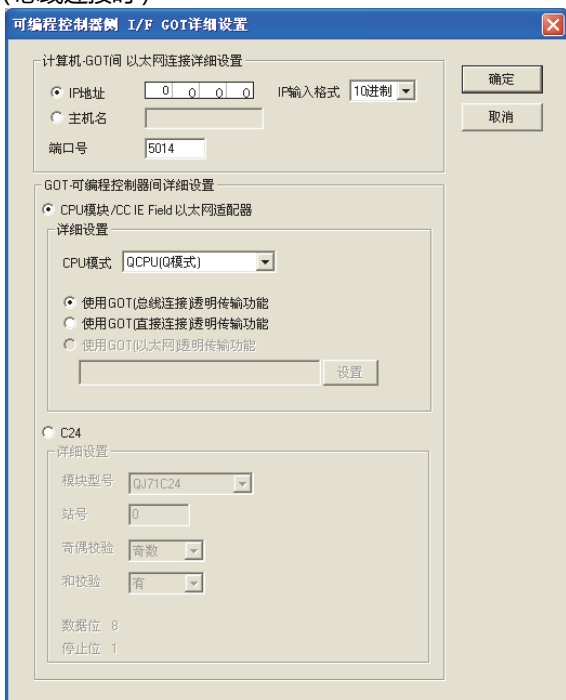 (总线连接时)
可编程控制器侧 I/F GOT详细设置
计算机-GOT间 以太网连接详细设置
IP地址 0 0 0 0 IP输入格式 10进制
主机名
端口号 5014
确定
取消
GOT-可编程控制器间详细设置
CPU模块/CC IE Field 以太网适配器
详细设置
CPU模式 QCPU(Q模式)
使用GOT(总线连接)透明传输功能
使用GOT(直接连接)透明传输功能
使用GOT(以太网)透明传输功能
设置
C24
详细设置
模块型号 QJ71C24
站号 0
奇偶校验 奇数
和校验 有
数据位 8
停止位 1